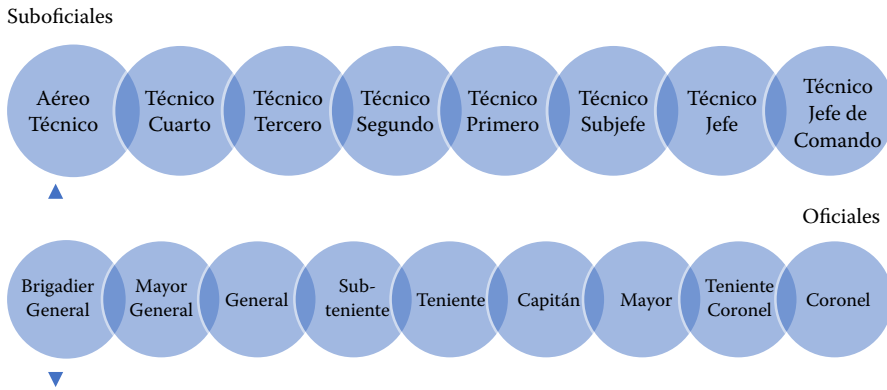 Suboficiales
Aéreo
Técnico
Técnico
Cuarto
Técnico
Tercero
Técnico
Segundo
Técnico
Primero
Técnico
Subjefe
Técnico
Jefe
Técnico
Jefe de
Comando
Oficiales
Brigadier
General
Mayor
General
General
Sub-
teniente
Teniente
Capitán
Mayor
Teniente
Coronel
Coronel